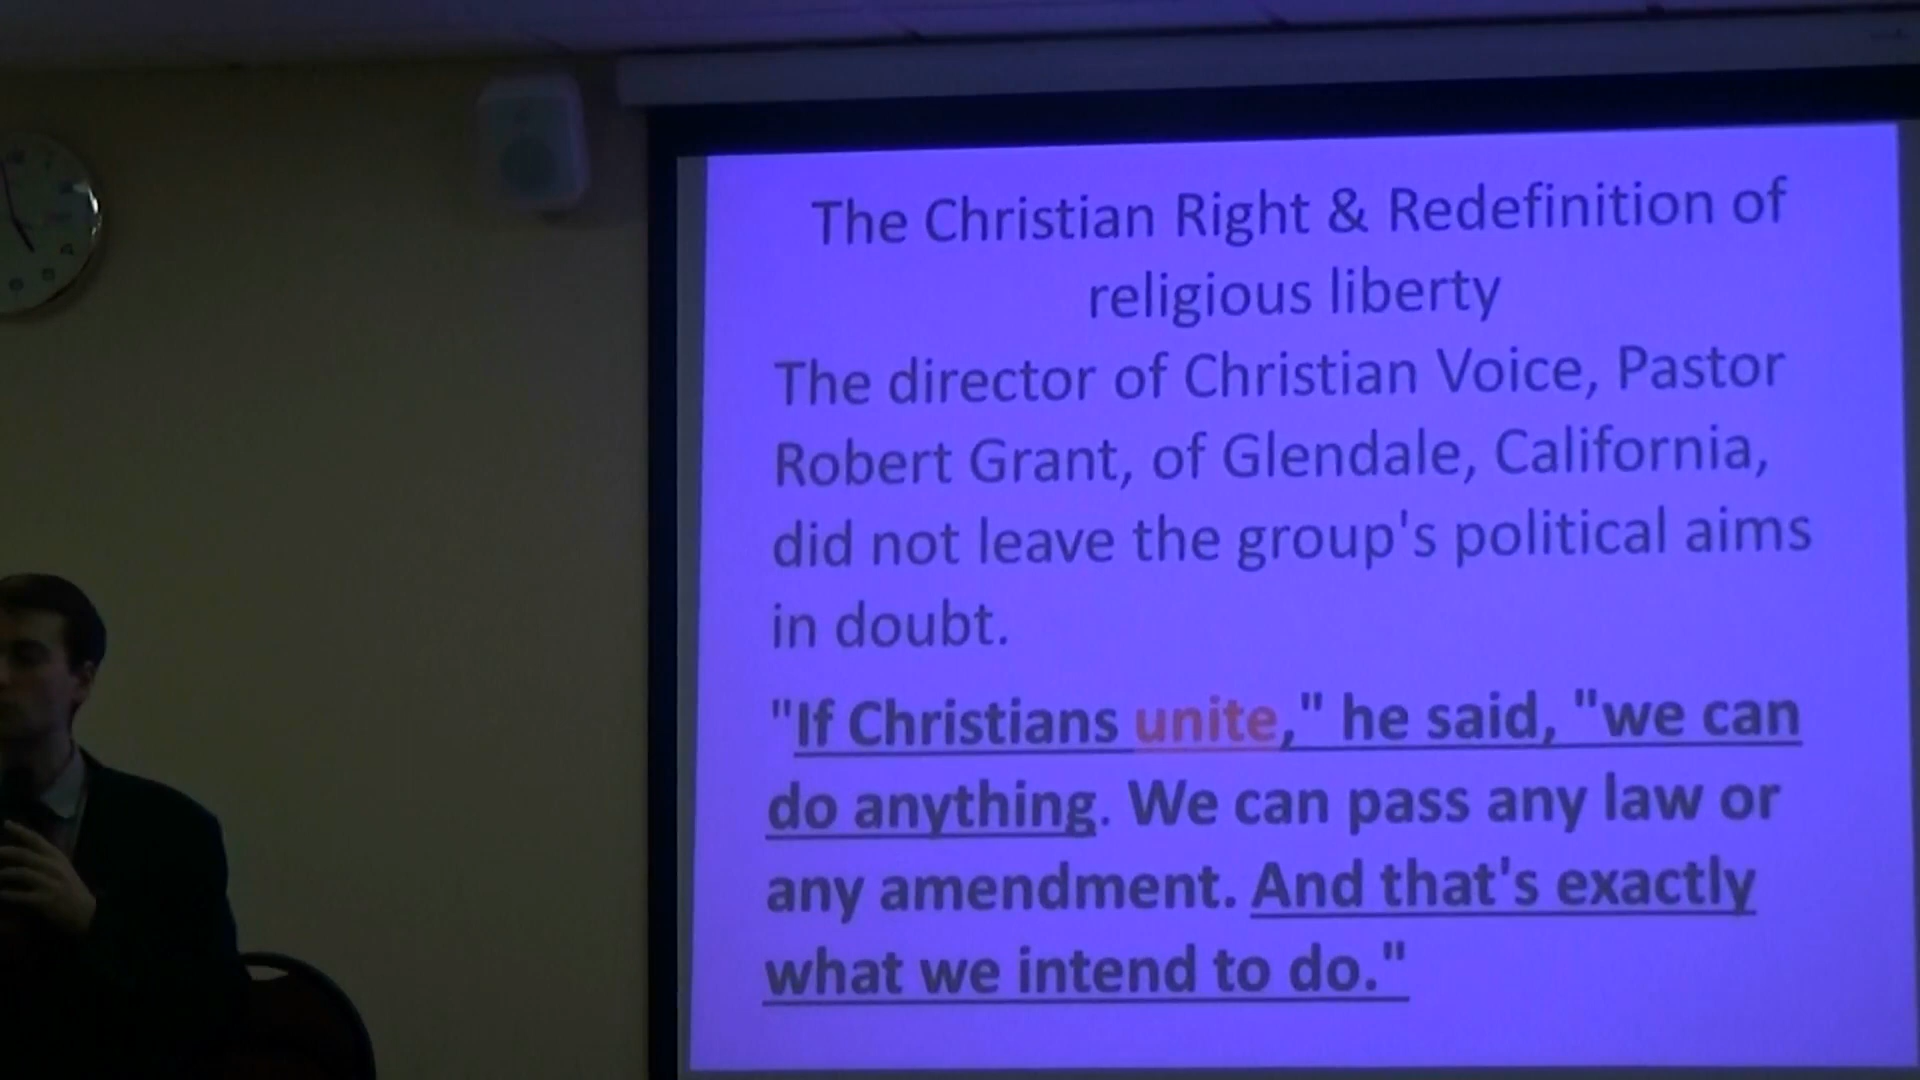 The Christian Right & Redefinition of
religious liberty
The director of Christian Voice, Pastor
Robert Grant, of Glendale, California,
did not leave the group's political aims
in doubt.
"If Christians unite," he said, "we can
do anything. We can pass any law or
any amendment. And that's exactly
what we intend to do."